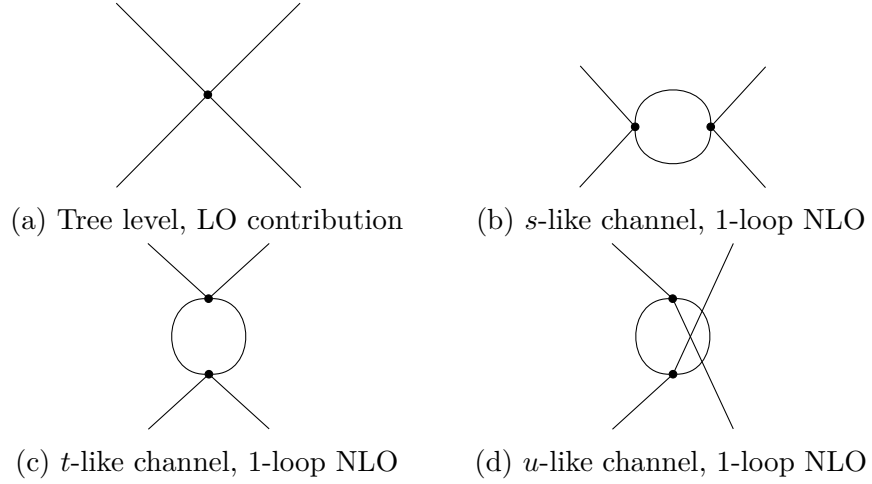 (a) Tree level, LO contribution
(b) s-like channel, 1-loop NLO
(c) t-like channel, 1-loop NLO
(d) u-like channel, 1-loop NLO